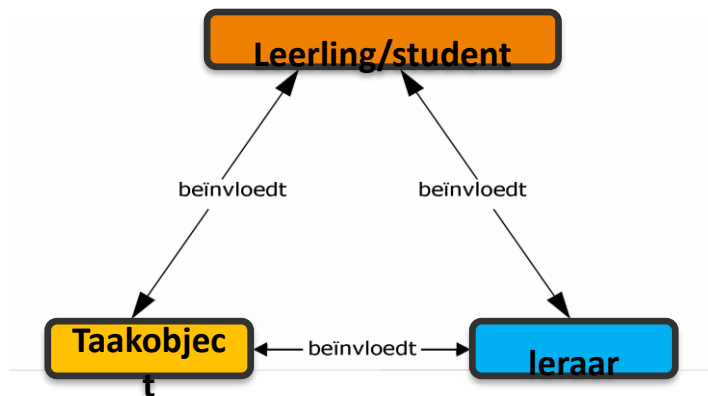 Leerling/student
beïnvloedt
beïnvloedt
Taakobjec
t
beïnvloedt
leraar